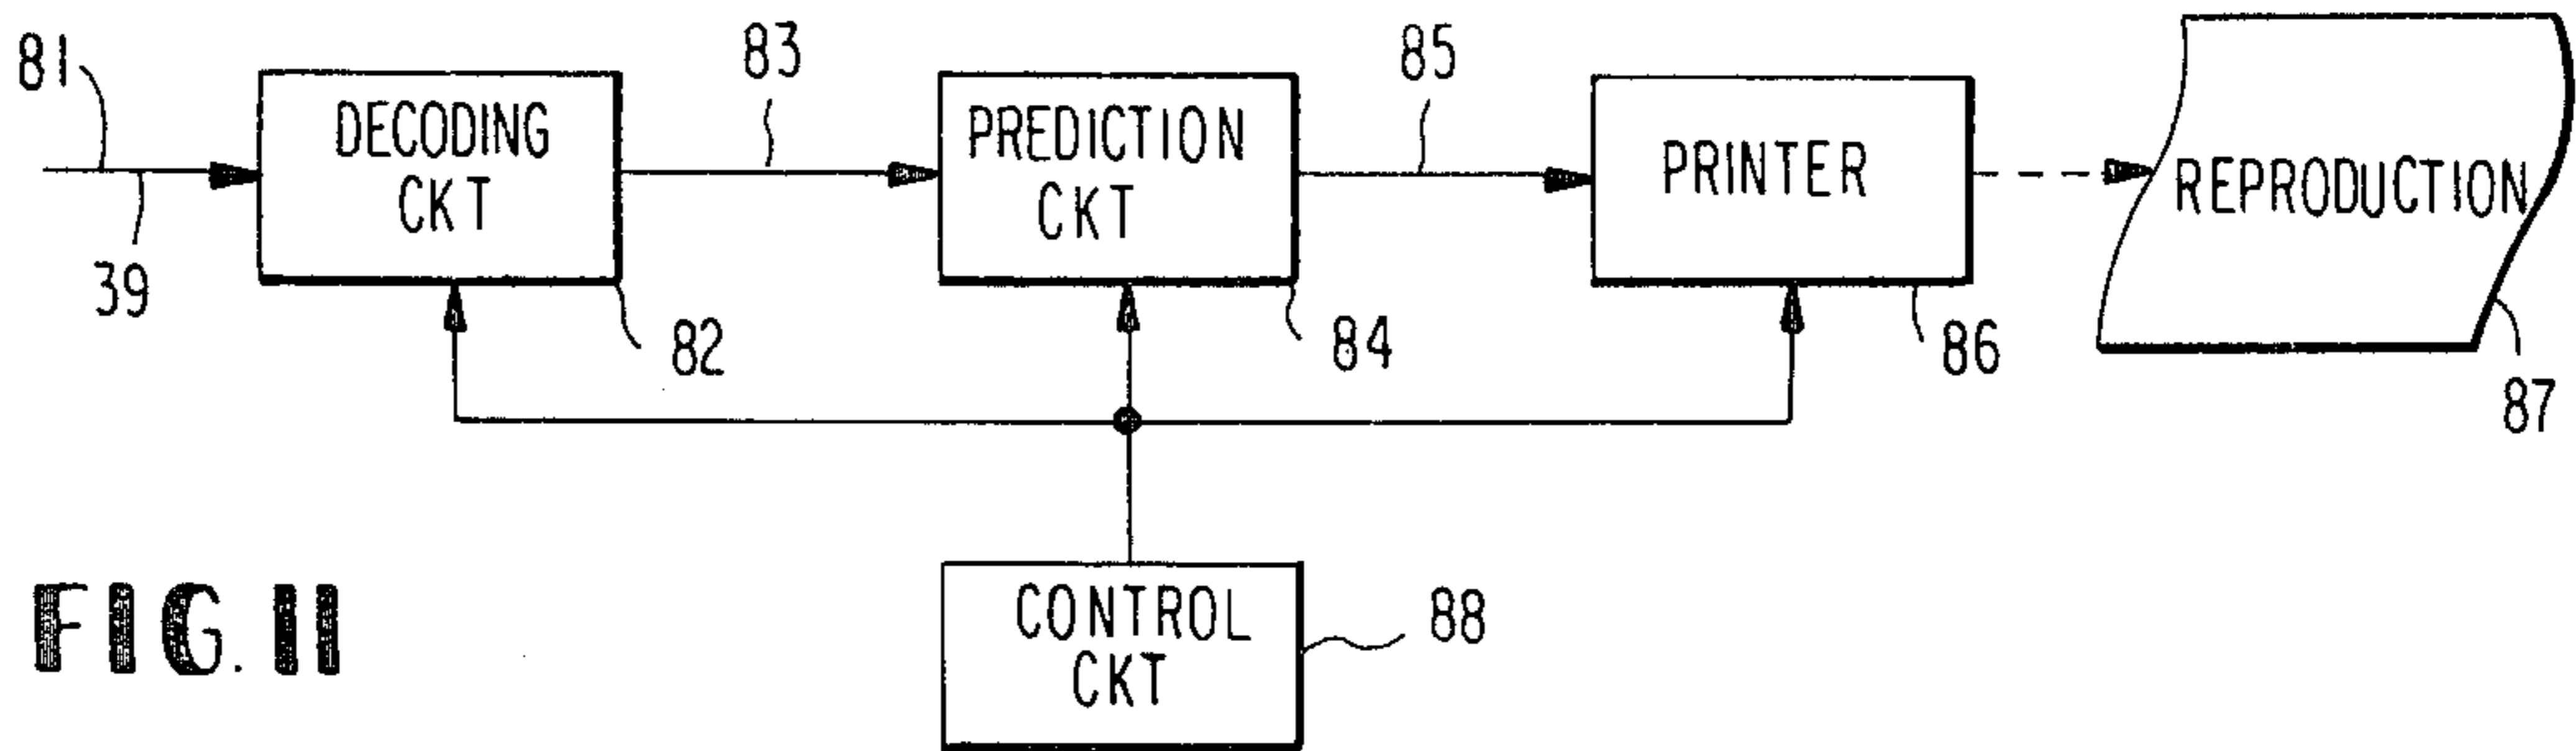 81
39
DECODING
CKT
82
83
PREDICTION
CKT
84
85
PRINTER
86
REPRODUCTION
87
CONTROL
CKT
88
FIG. 11